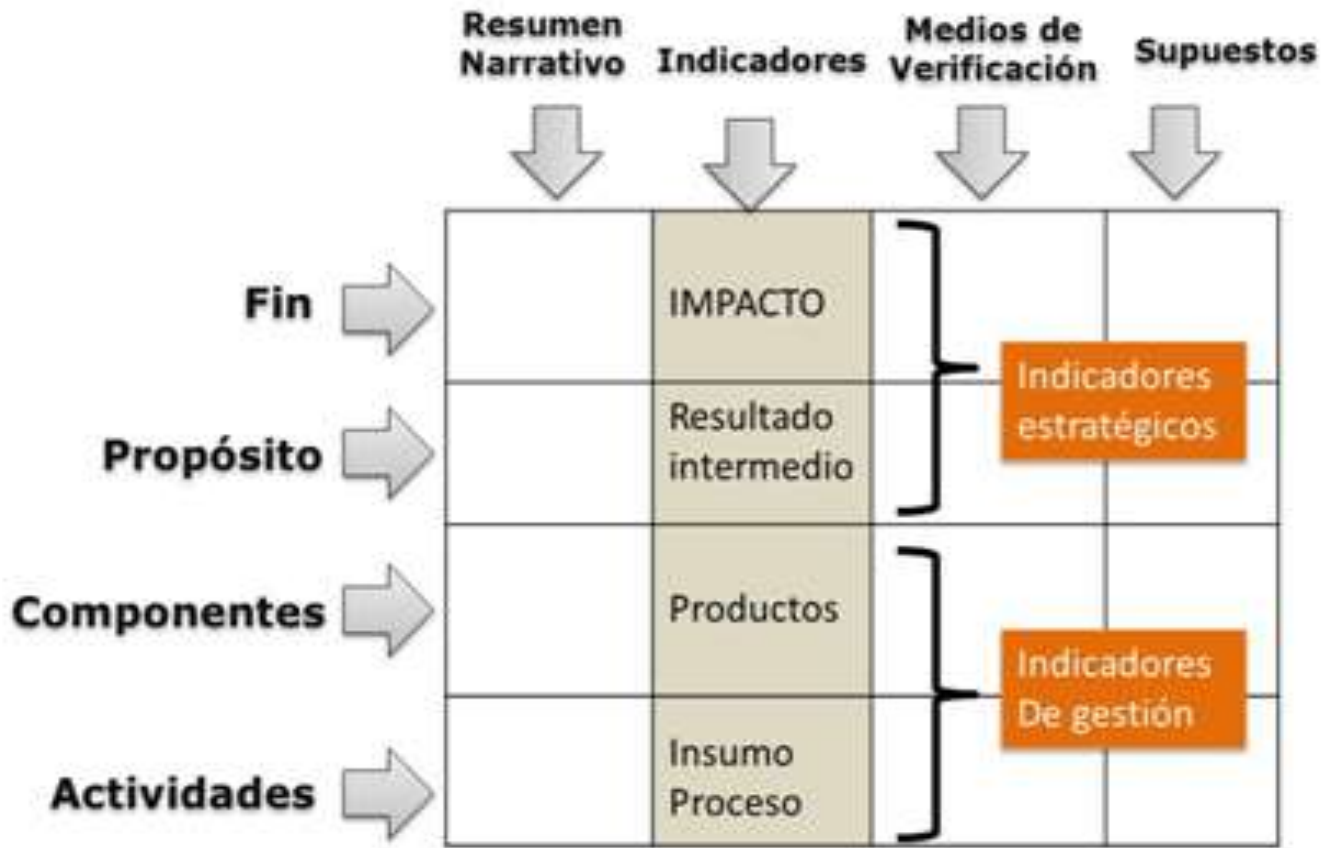 Resumen
Narrativo
Indicadores
Medios de
Verificación
Supuestos
Fin
IMPACTO
Indicadores
estratégicos
Propósito
Resultado
intermedio
Componentes
Productos
Indicadores
De gestión
Actividades
Insumo
Proceso